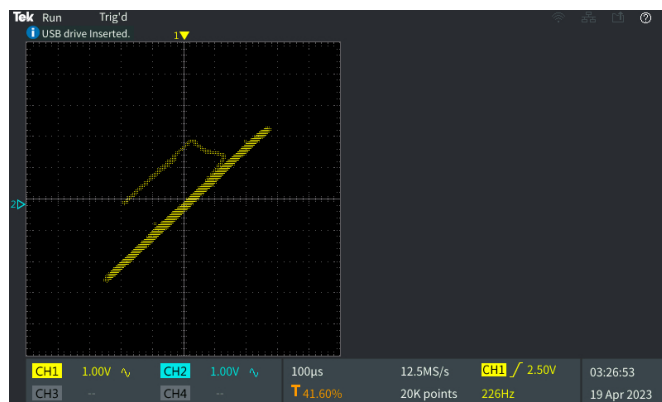 Tek Run Trig'd
i USB drive Inserted.
1
2
CH1 1.00V CH2 1.00V 100µs 12.5MS/s CH1 2.50V 03:26:53
CH3 -- CH4 -- T 41.60% 20K points 226Hz 19 Apr 2023